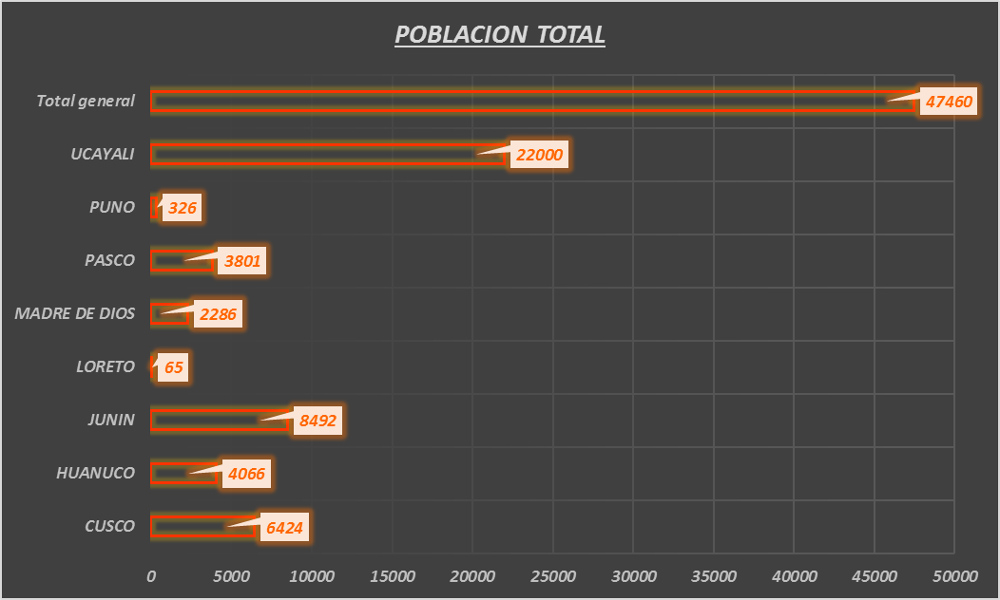 POBLACION TOTAL
Total general 47460
UCAYALI 22000
PUNO 326
PASCO 3801
MADRE DE DIOS 2286
LORETO 65
JUNIN 8492
HUANUCO 4066
CUSCO 6424
0 5000 10000 15000 20000 25000 30000 35000 40000 45000 50000